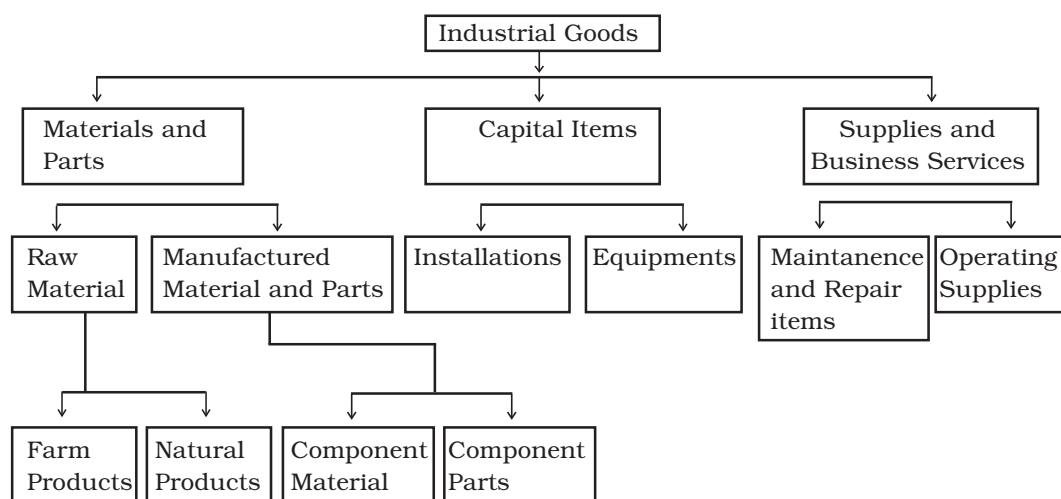 Industrial Goods
Materials and
Parts
Capital Items
Supplies and
Business Services
Raw
Material
Manufactured
Material and Parts
Installations
Equipments
Maintanence
and Repair
items
Operating
Supplies
Farm
Products
Natural
Products
Component
Material
Component
Parts